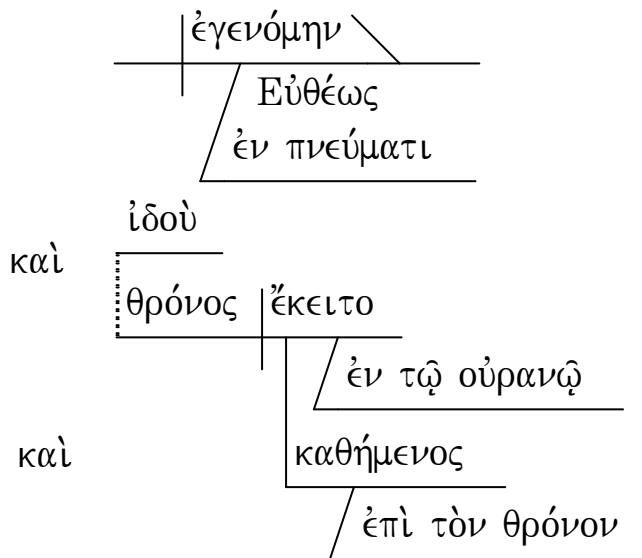 ἐγενόμην
Εὐθέως
ἐν πνεύματι
ἰδοὺ
καὶ
θρόνος ἔκειτο
ἐν τῷ οὐρανῷ
καὶ καθήμενος
ἐπὶ τὸν θρόνον